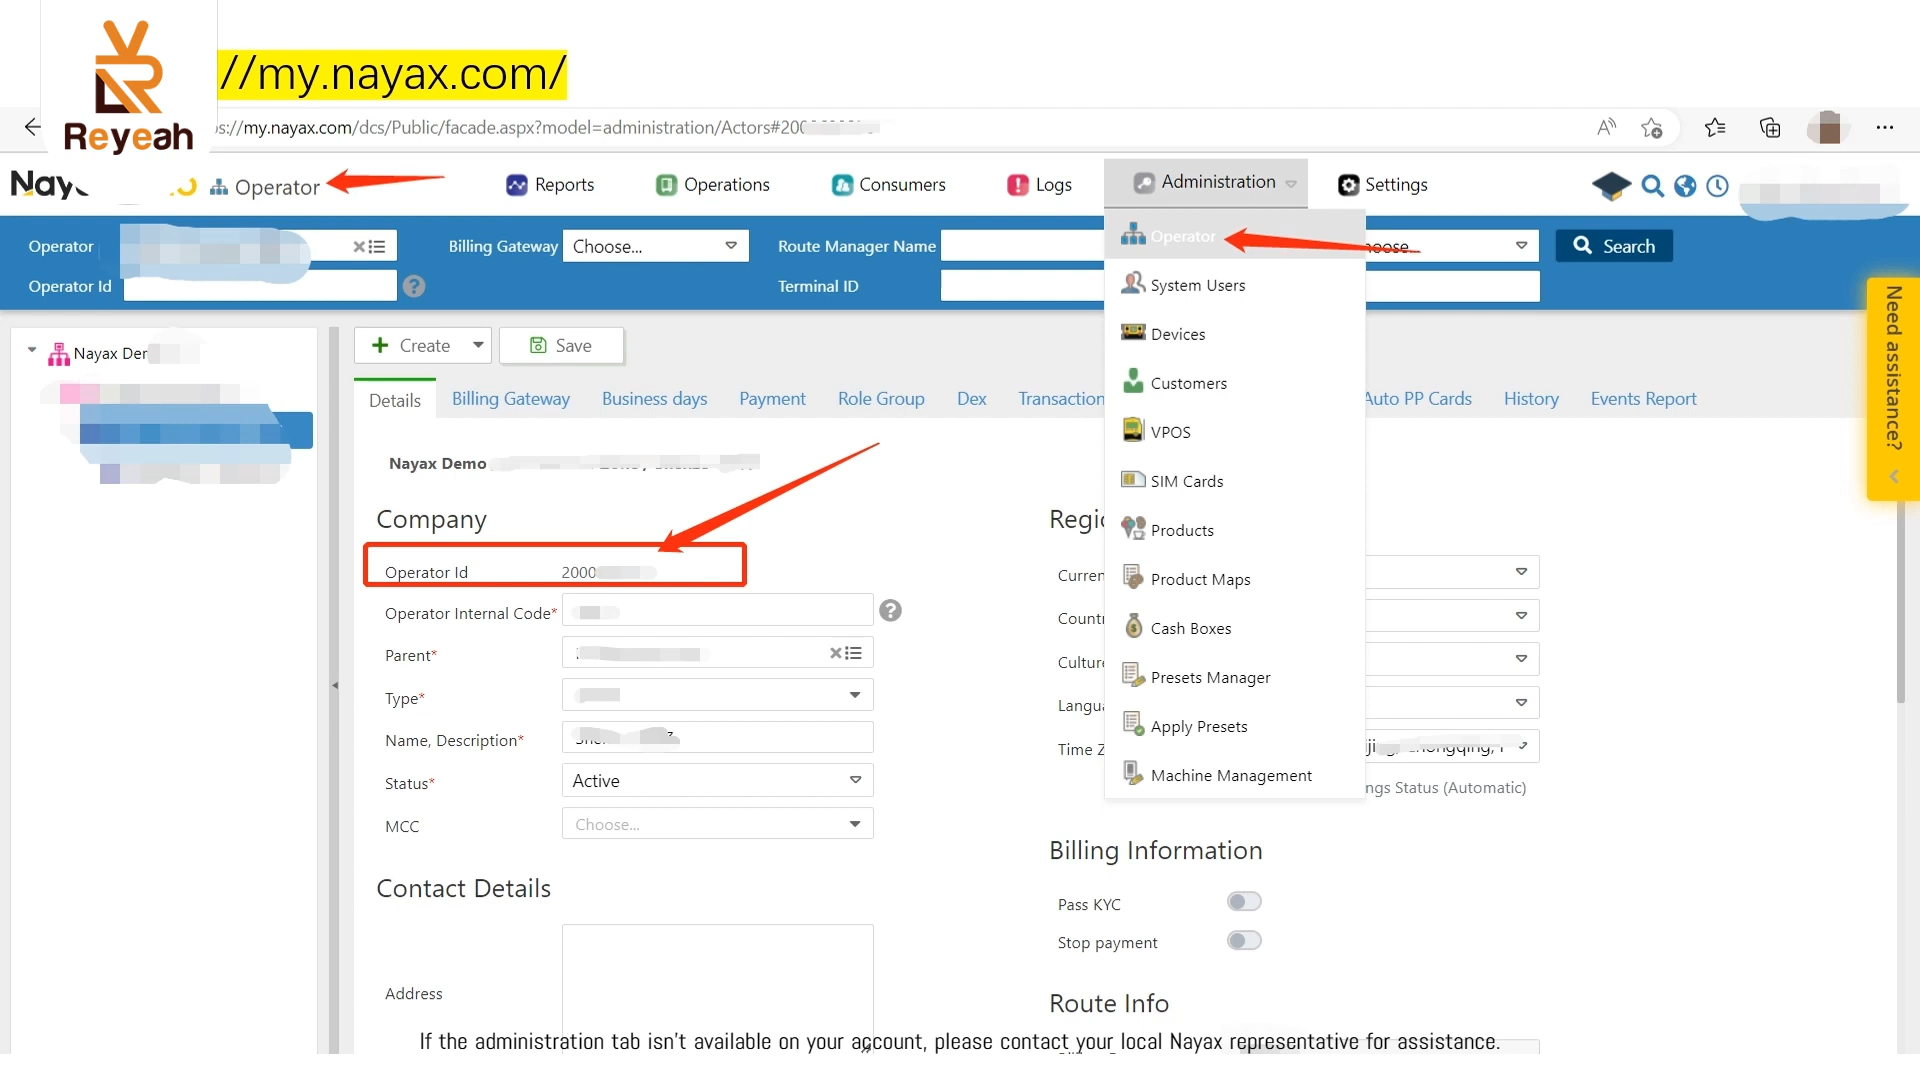 //my.nayax.com/
Reyeah
s://my.nayax.com/dcs/Public/facade.aspx?model=administration/Actors#200
Nay
Operator
Reports
Operations
Consumers
Logs
Administration
Settings
Operator
Billing Gateway
Choose...
Route Manager Name
Search
Operator Id
Terminal ID
Operator
System Users
Devices
Customers
VPOS
SIM Cards
Products
Product Maps
Cash Boxes
Presets Manager
Apply Presets
Machine Management
Need assistance?
Nayax Der
Create
Save
Details
Billing Gateway
Business days
Payment
Role Group
Dex
Transaction
Auto PP Cards
History
Events Report
Nayax Demo
Company
Operator Id
2000
Operator Internal Code*
Parent*
Type*
Name, Description*
Status*
Active
MCC
Choose...
Contact Details
Address
Regio
Curren
Countr
Culture
Langua
Time Z
ngs Status (Automatic)
Billing Information
Pass KYC
Stop payment
Route Info
If the administration tab isn't available on your account, please contact your local Nayax representative for assistance.